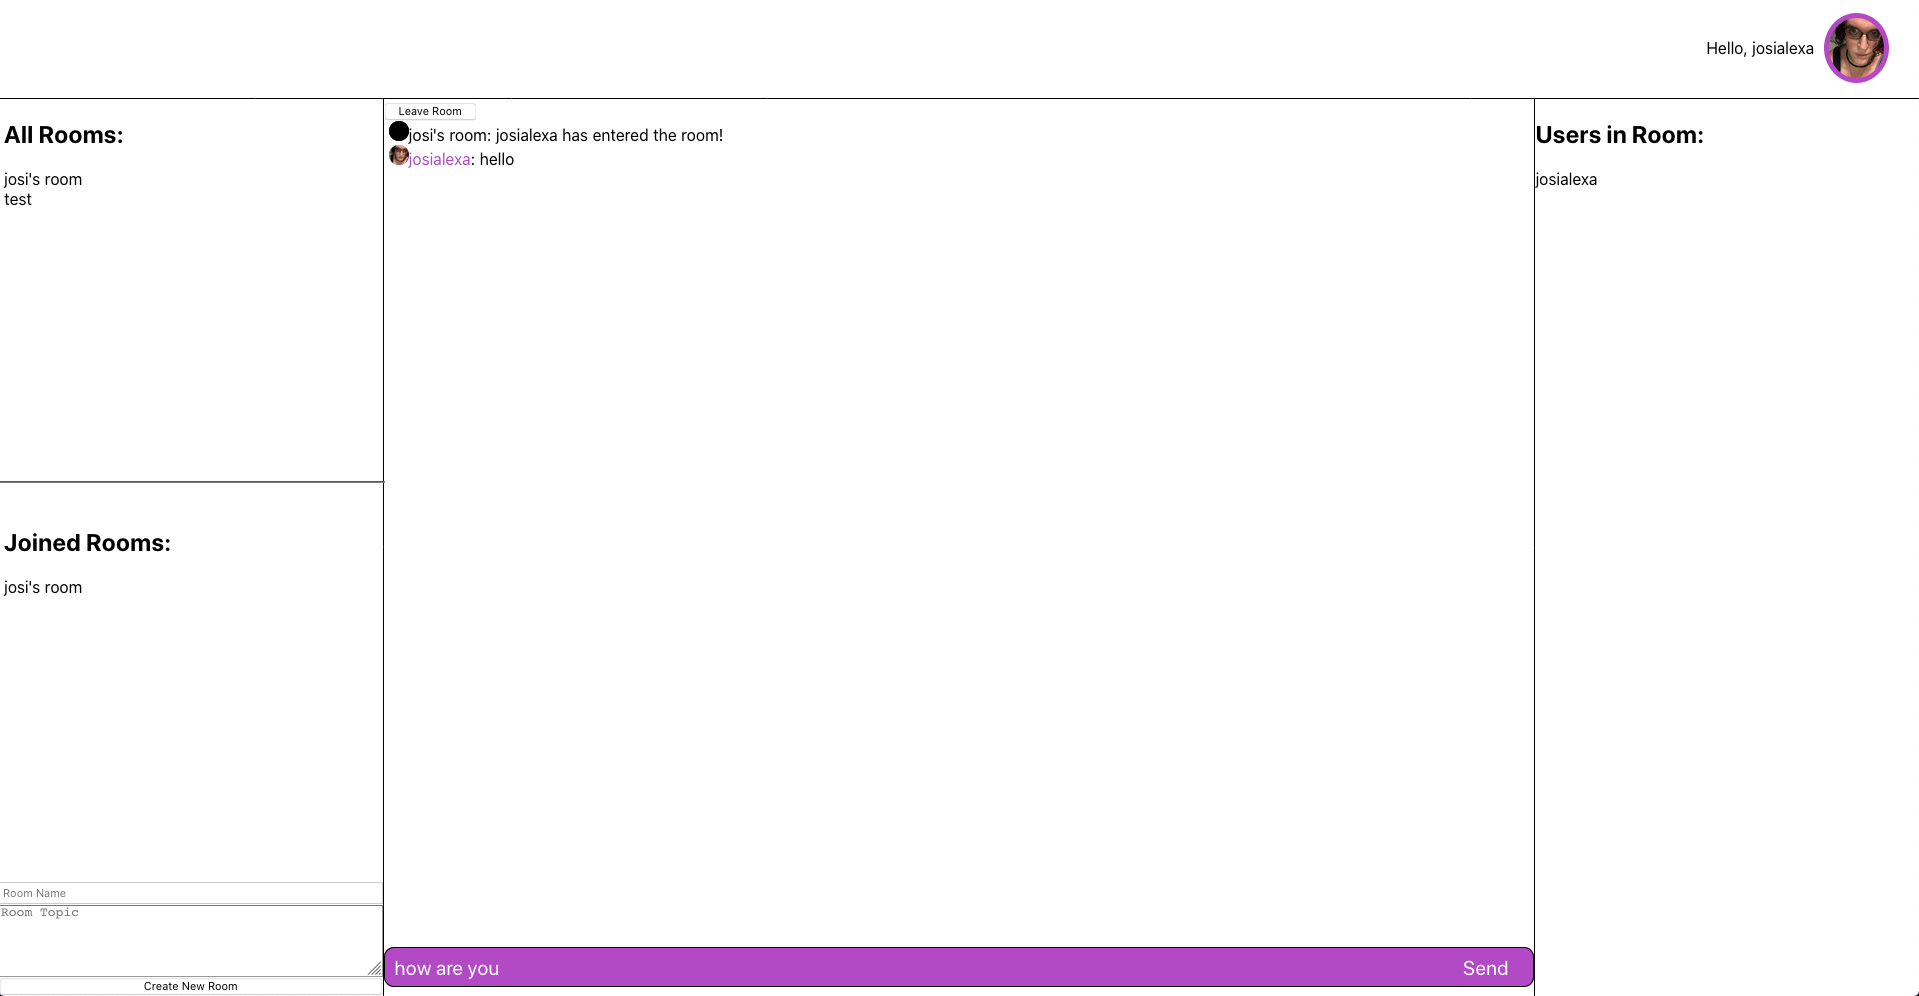 Hello, josialexa
All Rooms:
josi's room
test
Joined Rooms:
josi's room
Room Name
Room Topic
Create New Room
Leave Room
josi's room: josialexa has entered the room!
josialexa: hello
how are you
Send
Users in Room:
josialexa